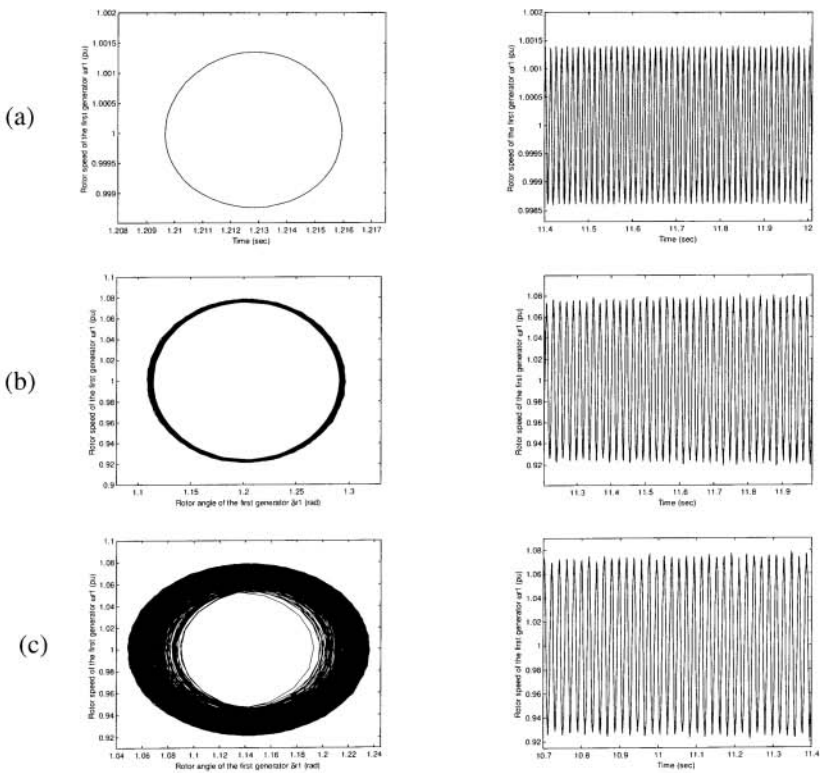 (a)
Rotor speed of the first generator ωr1 (pu)
1.002
1.0015
1.001
1.0005
1
0.9995
0.999
1.208 1.209 1.21 1.211 1.212 1.213 1.214 1.215 1.216 1.217
Time (sec)
Rotor speed of the first generator ωr1 (pu)
1.002
1.0015
1.001
1.0005
1
0.9995
0.999
0.9985
11.4 11.5 11.6 11.7 11.8 11.9 12
Time (sec)
(b)
Rotor speed of the first generator ωr1 (pu)
1.1
1.08
1.06
1.04
1.02
1
0.98
0.96
0.94
0.92
0.9
1.1 1.15 1.2 1.25 1.3
Rotor angle of the first generator δr1 (rad)
Rotor speed of the first generator ωr1 (pu)
1.08
1.06
1.04
1.02
1
0.98
0.96
0.94
0.92
11.3 11.4 11.5 11.6 11.7 11.8 11.9
Time (sec)
(c)
Rotor speed of the first generator ωr1 (pu)
1.1
1.08
1.06
1.04
1.02
1
0.98
0.96
0.94
0.92
1.04 1.06 1.08 1.1 1.12 1.14 1.16 1.18 1.2 1.22 1.24
Rotor angle of the first generator δr1 (rad)
Rotor speed of the first generator ωr1 (pu)
1.08
1.06
1.04
1.02
1
0.98
0.96
0.94
0.92
10.7 10.8 10.9 11 11.1 11.2 11.3 11.4
Time (sec)